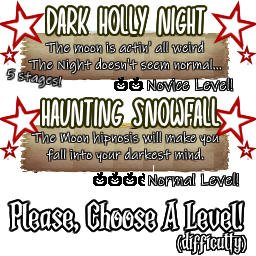 DARK HOLLY NIGHT
The moon is actin' all weird
The Night doesn't seem normal...
5 stages!
Novice Level!
HAUNTING SNOWFALL
The Moon hipnosis will make you
fall into your darkest mind.
Normal Level!
Please, Choose A Level!
(difficulty)